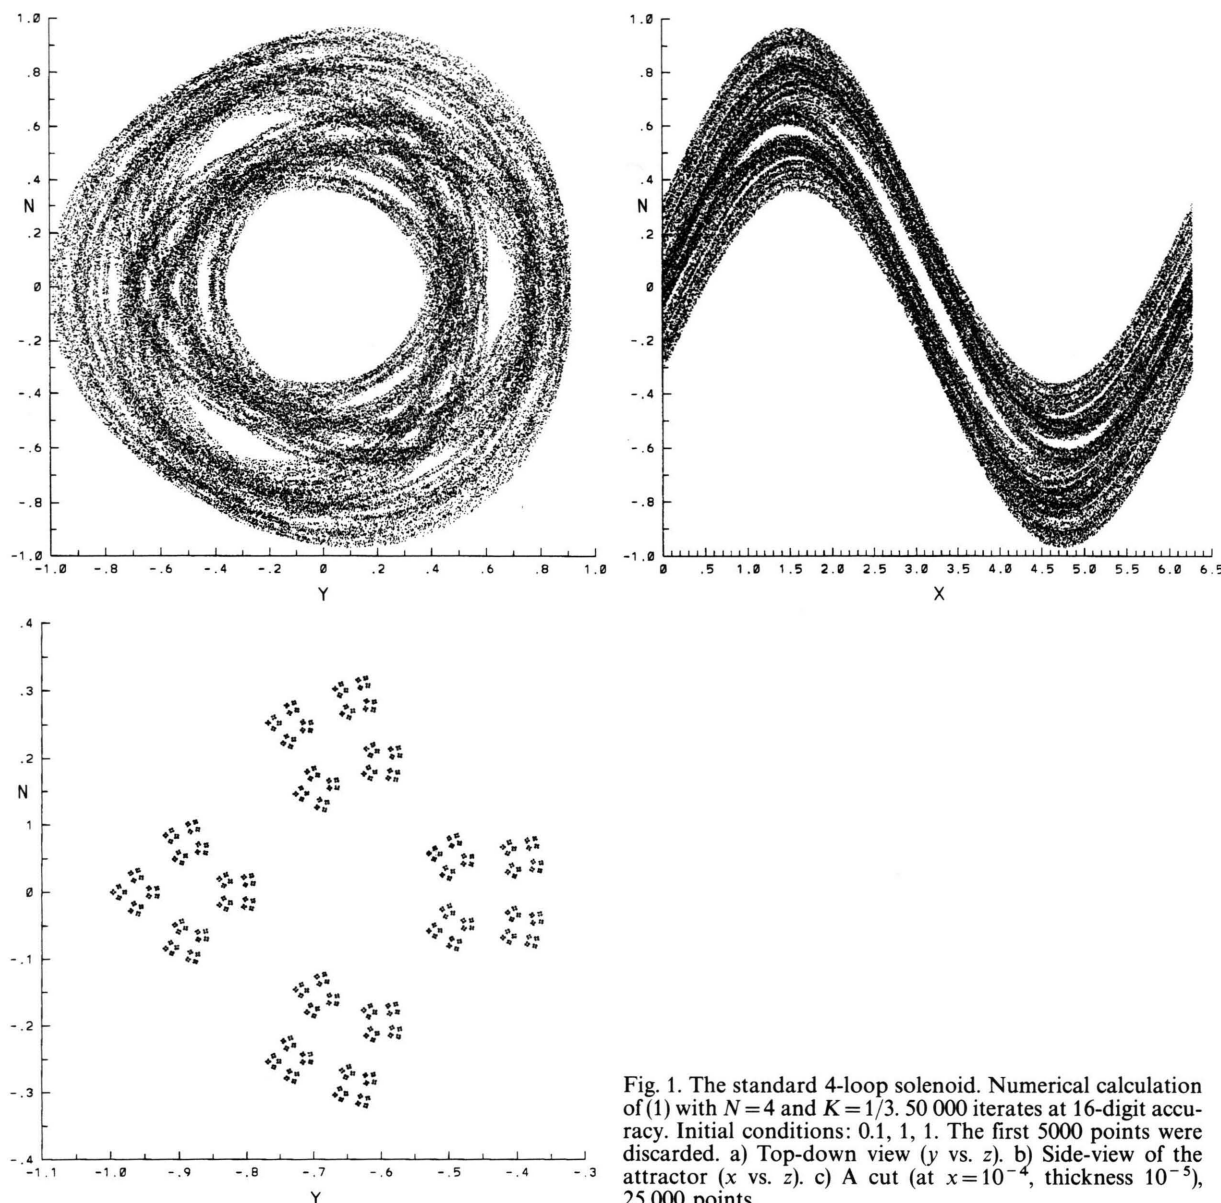 1.0
.8
.6
.4
N
.2
0
-.2
-.4
-.6
-.8
-1.0
-1.0 -.8 -.6 -.4 -.2 0 .2 .4 .6 .8 1.0
Y
1.0
.8
.6
.4
N
.2
0
-.2
-.4
-.6
-.8
-1.0
0 .5 1.0 1.5 2.0 2.5 3.0 3.5 4.0 4.5 5.0 5.5 6.0 6.5
X
.4
.3
.2
N
.1
0
-.1
-.2
-.3
-.4
-1.1 -1.0 -.9 -.8 -.7 -.6 -.5 -.4 -.3
Y
Fig. 1. The standard 4-loop solenoid. Numerical calculation
of (1) with N=4 and K=1/3. 50 000 iterates at 16-digit accu-
racy. Initial conditions: 0.1, 1, 1. The first 5000 points were
discarded. a) Top-down view (y vs. z). b) Side-view of the
attractor (x vs. z). c) A cut (at x=10⁻⁴, thickness 10⁻⁵),
25 000 points